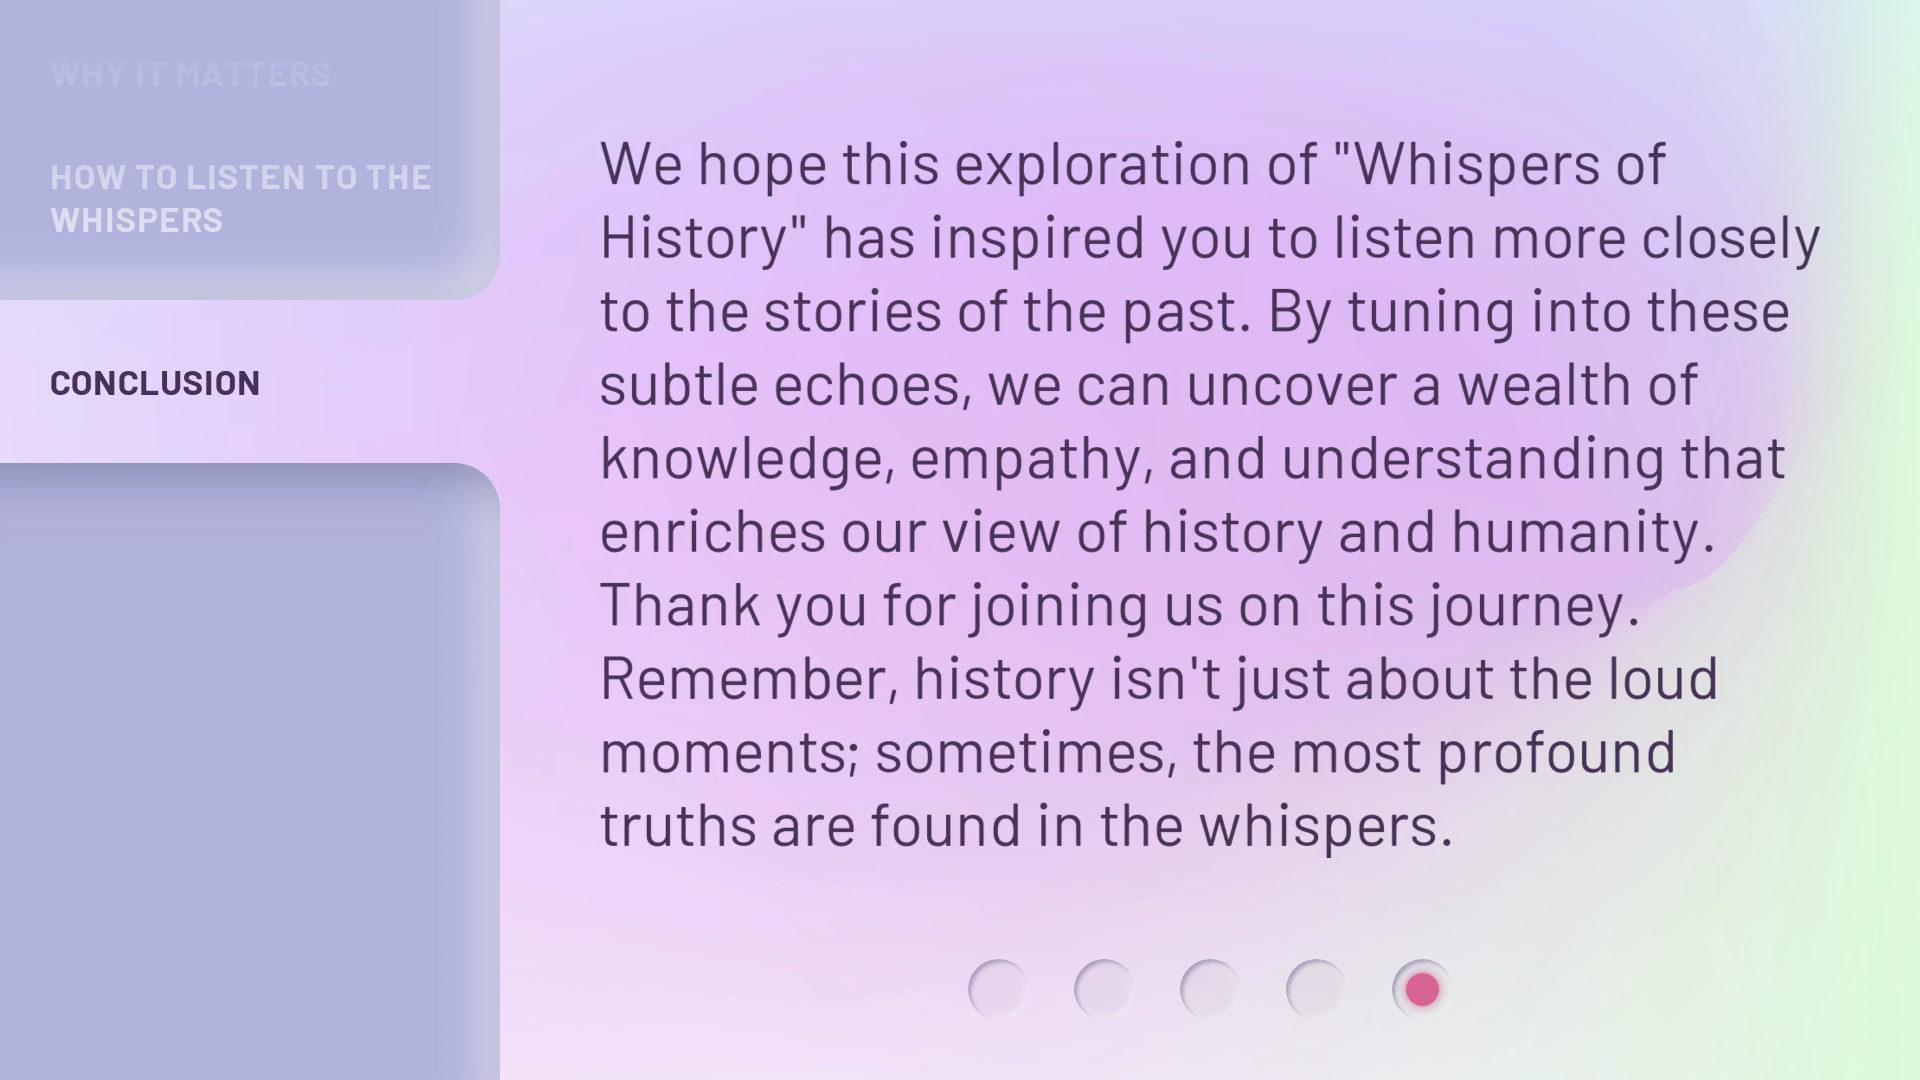 WHY IT MATTERS
HOW TO LISTEN TO THE
WHISPERS
CONCLUSION
We hope this exploration of "Whispers of
History" has inspired you to listen more closely
to the stories of the past. By tuning into these
subtle echoes, we can uncover a wealth of
knowledge, empathy, and understanding that
enriches our view of history and humanity.
Thank you for joining us on this journey.
Remember, history isn't just about the loud
moments; sometimes, the most profound
truths are found in the whispers.